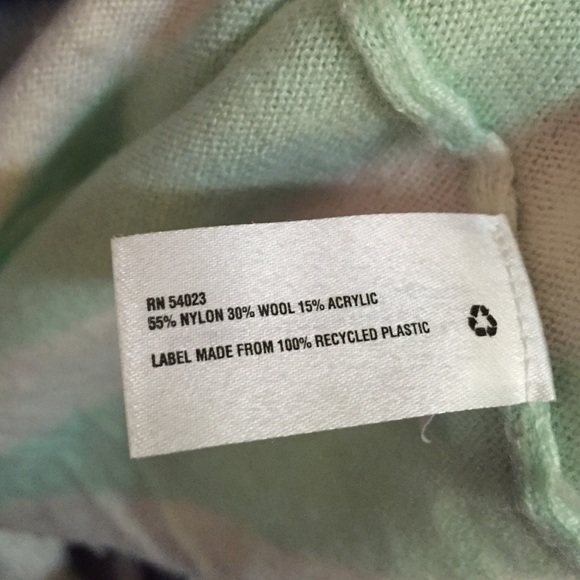 RN 54023
55% NYLON 30% WOOL 15% ACRYLIC
LABEL MADE FROM 100% RECYCLED PLASTIC